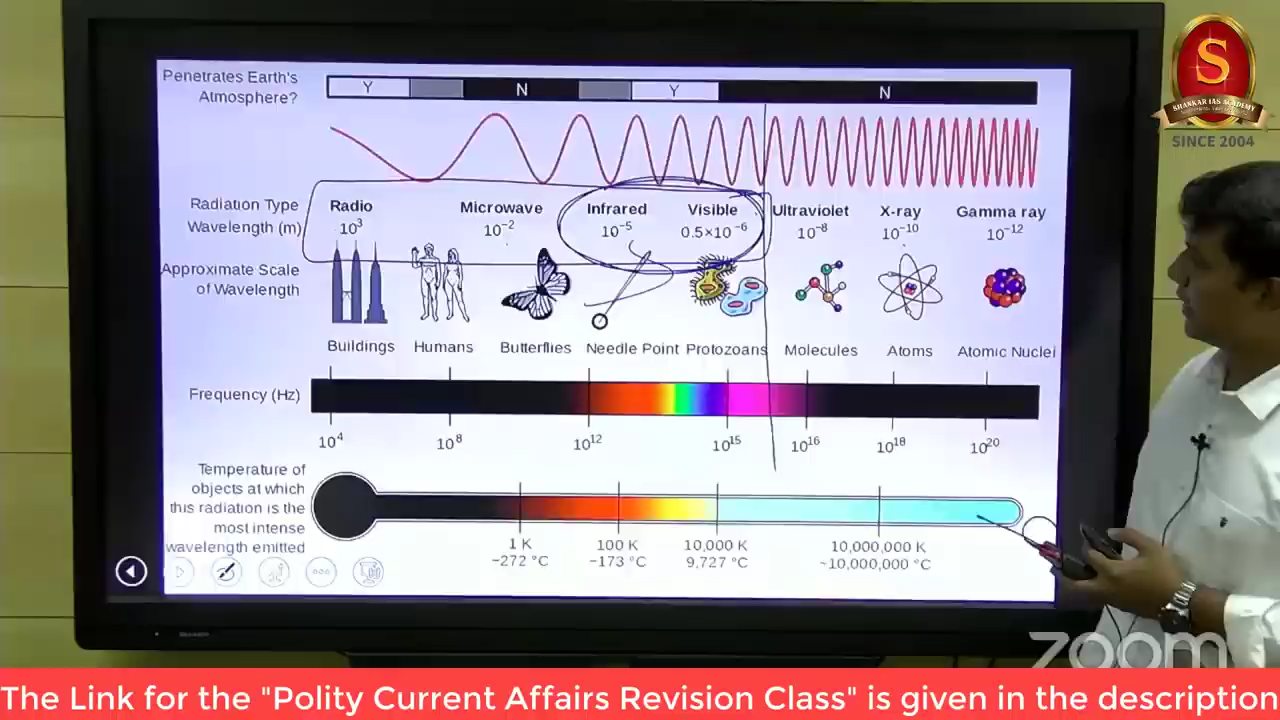 Penetrates Earth's
Atmosphere?
Y N Y N
Radiation Type
Wavelength (m)
Radio Microwave Infrared Visible Ultraviolet X-ray Gamma ray
10³ 10⁻² 10⁻⁵ 0.5×10⁻⁶ 10⁻⁸ 10⁻¹⁰ 10⁻¹²
Approximate Scale
of Wavelength
Buildings Humans Butterflies Needle Point Protozoans Molecules Atoms Atomic Nuclei
Frequency (Hz)
10⁴ 10⁸ 10¹² 10¹⁵ 10¹⁶ 10¹⁸ 10²⁰
Temperature of
objects at which
this radiation is the
most intense
wavelength emitted
1 K 100 K 10,000 K 10,000,000 K
−272 °C −173 °C 9,727 °C ~10,000,000 °C
S
SHANKAR IAS ACADEMY
SINCE 2004
zoom
The Link for the "Polity Current Affairs Revision Class" is given in the description